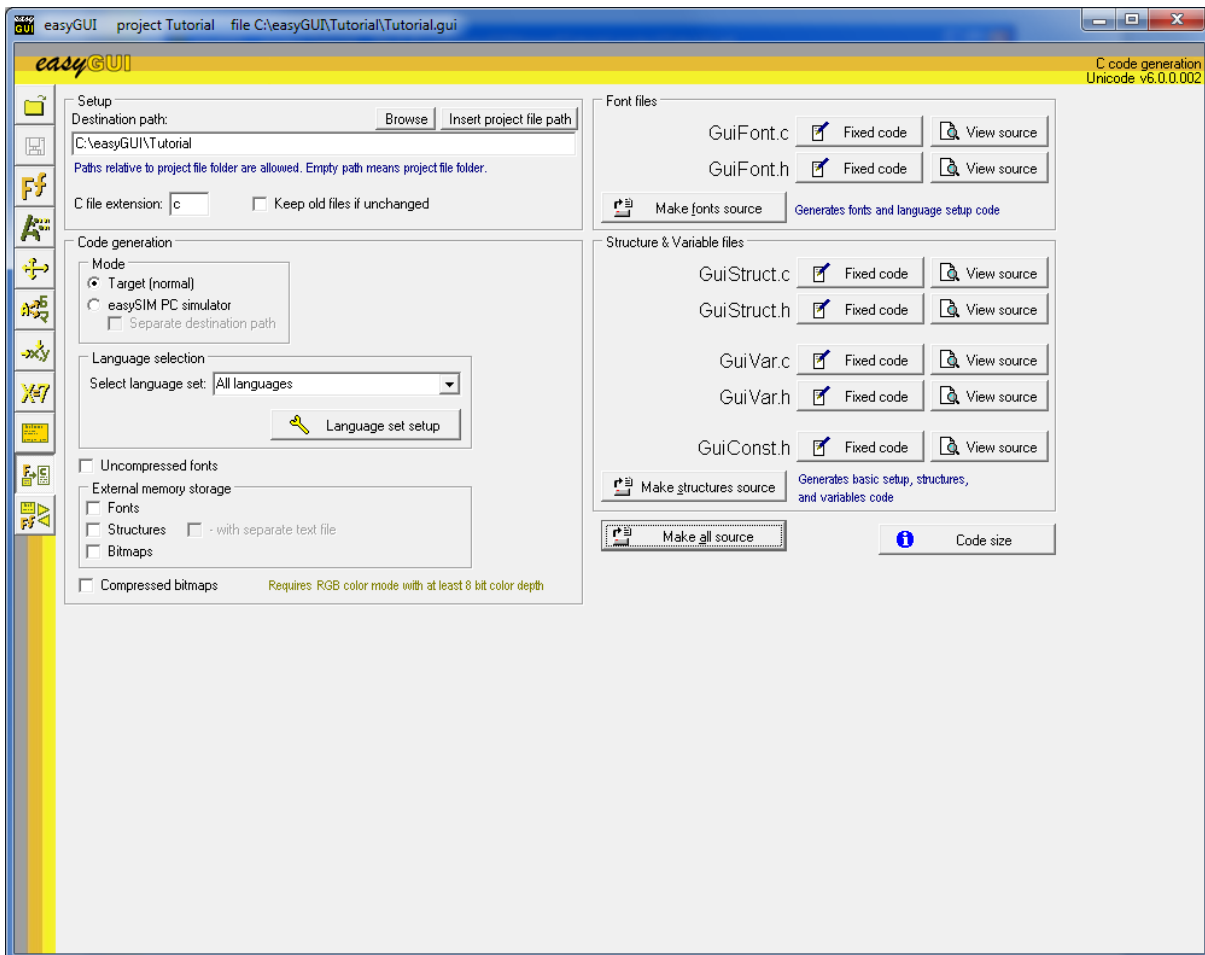 easyGUI project Tutorial file C:\easyGUI\Tutorial\Tutorial.gui
easyGUI
C code generation
Unicode v6.0.0.002
Setup
Destination path:
Browse
Insert project file path
C:\easyGUI\Tutorial
Paths relative to project file folder are allowed. Empty path means project file folder.
C file extension: c
Keep old files if unchanged
Code generation
Mode
Target (normal)
easySIM PC simulator
Separate destination path
Language selection
Select language set: All languages
Language set setup
Uncompressed fonts
External memory storage
Fonts
Structures
- with separate text file
Bitmaps
Compressed bitmaps
Requires RGB color mode with at least 8 bit color depth
Font files
GuiFont.c Fixed code View source
GuiFont.h Fixed code View source
Make fonts source
Generates fonts and language setup code
Structure & Variable files
GuiStruct.c Fixed code View source
GuiStruct.h Fixed code View source
GuiVar.c Fixed code View source
GuiVar.h Fixed code View source
GuiConst.h Fixed code View source
Make structures source
Generates basic setup, structures,
and variables code
Make all source
Code size